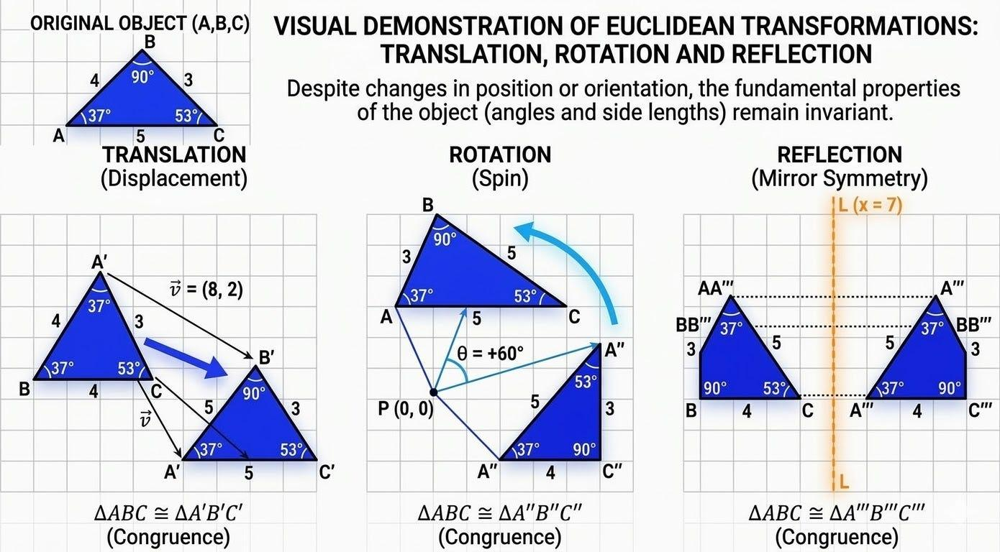 ORIGINAL OBJECT (A,B,C)
B
4
90°
3
37°
53°
A
5
C
VISUAL DEMONSTRATION OF EUCLIDEAN TRANSFORMATIONS:
TRANSLATION, ROTATION AND REFLECTION
Despite changes in position or orientation, the fundamental properties
of the object (angles and side lengths) remain invariant.
TRANSLATION
(Displacement)
A′
v⃗ = (8, 2)
37°
4
3
B′
37°
53°
B
4
C
90°
v⃗
5
3
37°
53°
A′
5
C′
ΔABC ≅ ΔA′B′C′
(Congruence)
ROTATION
(Spin)
B
90°
3
5
37°
53°
A
5
C
θ = +60°
A″
53°
P (0, 0)
5
3
37°
90°
A″
4
C″
ΔABC ≅ ΔA″B″C″
(Congruence)
REFLECTION
(Mirror Symmetry)
L (x = 7)
AA‴
A‴
BB‴
37°
37°
BB‴
3
5
5
3
90°
53°
37°
90°
B
4
C
A‴
4
C‴
L
ΔABC ≅ ΔA‴B‴C‴
(Congruence)